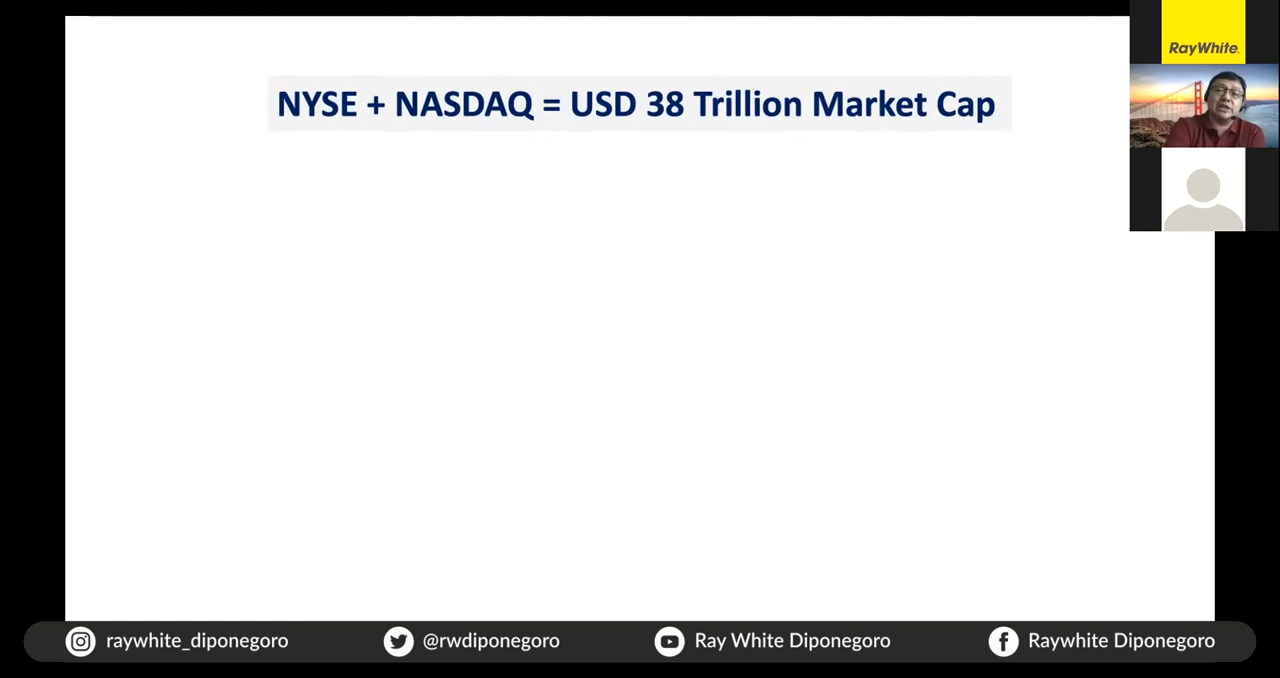 NYSE + NASDAQ = USD 38 Trillion Market Cap
RayWhite.
raywhite_diponegoro
@rwdiponegoro
Ray White Diponegoro
Raywhite Diponegoro